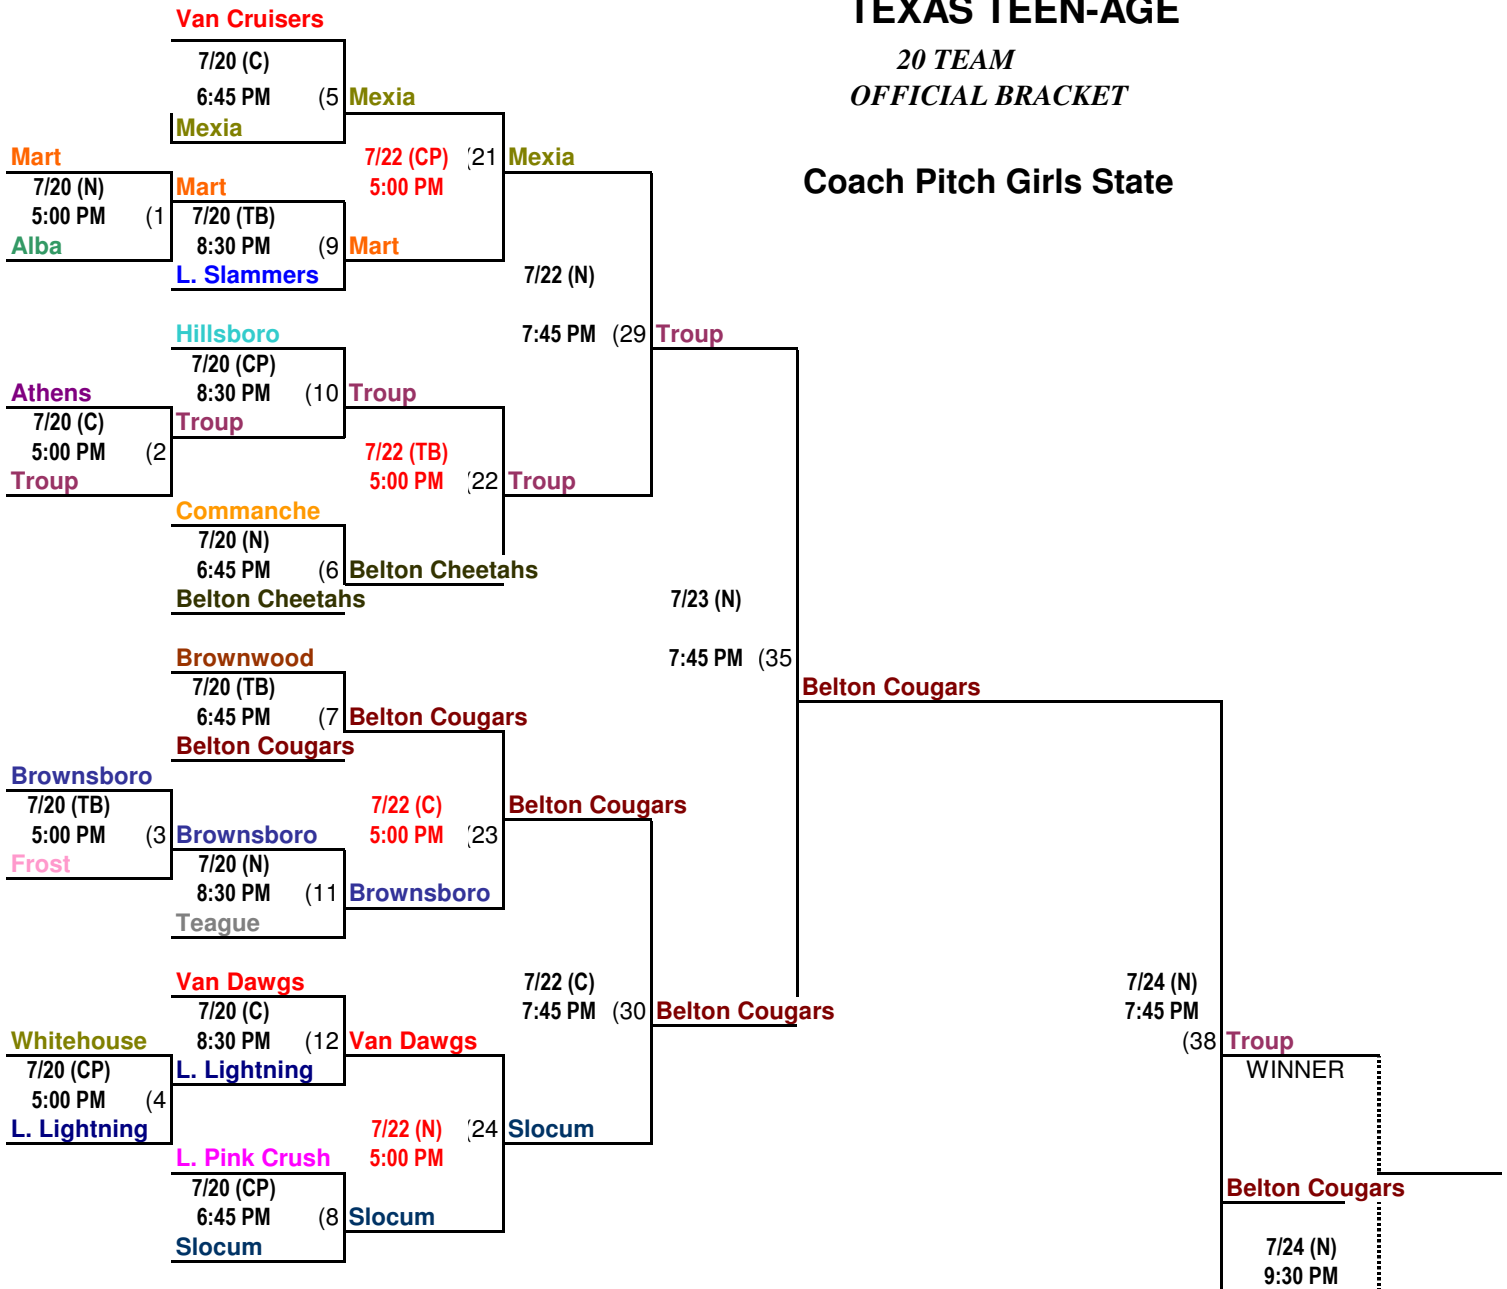 TEXAS TEEN-AGE
20 TEAM
OFFICIAL BRACKET
Coach Pitch Girls State
Van Cruisers
7/20 (C)
6:45 PM (5 Mexia
Mexia
Mart 7/22 (CP) (21 Mexia
7/20 (N) Mart 5:00 PM
5:00 PM (1 7/20 (TB)
Alba 8:30 PM (9 Mart
L. Slammers 7/22 (N)
Hillsboro 7:45 PM (29 Troup
7/20 (CP)
Athens 8:30 PM (10 Troup
7/20 (C) Troup
5:00 PM (2 7/22 (TB)
Troup 5:00 PM (22 Troup
Commanche
7/20 (N)
6:45 PM (6 Belton Cheetahs
Belton Cheetahs 7/23 (N)
Brownwood 7:45 PM (35
7/20 (TB) Belton Cougars
6:45 PM (7 Belton Cougars
Belton Cougars
Brownsboro
7/20 (TB) 7/22 (C) Belton Cougars
5:00 PM (3 Brownsboro 5:00 PM (23
Frost 7/20 (N)
8:30 PM (11 Brownsboro
Teague
Van Dawgs 7/22 (C) 7/24 (N)
7/20 (C) 7:45 PM (30 Belton Cougars 7:45 PM
Whitehouse 8:30 PM (12 Van Dawgs (38 Troup
7/20 (CP) L. Lightning WINNER
5:00 PM (4
L. Lightning 7/22 (N) (24 Slocum
L. Pink Crush 5:00 PM
7/20 (CP) Belton Cougars
6:45 PM (8 Slocum
Slocum 7/24 (N)
9:30 PM